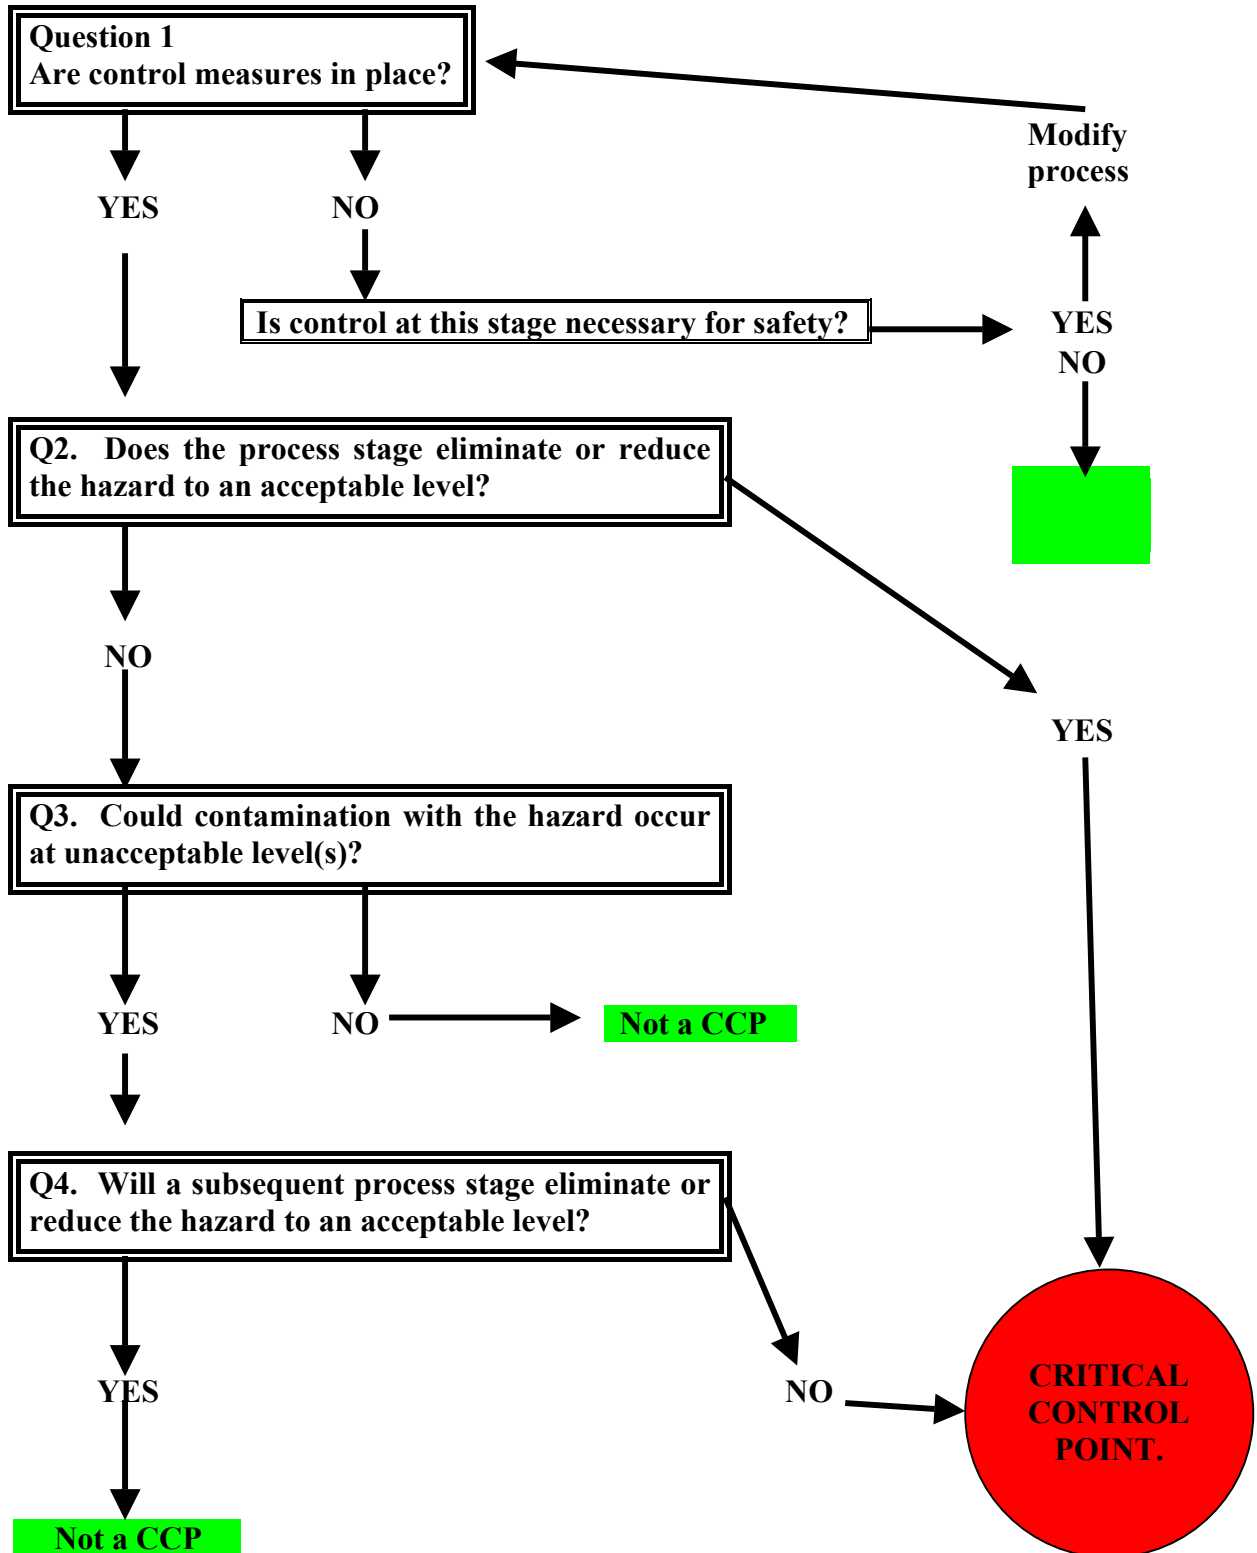 Question 1
Are control measures in place?
Modify
process
YES
NO
Is control at this stage necessary for safety?
YES
NO
Q2. Does the process stage eliminate or reduce
the hazard to an acceptable level?
NO
YES
Q3. Could contamination with the hazard occur
at unacceptable level(s)?
YES
NO
Not a CCP
Q4. Will a subsequent process stage eliminate or
reduce the hazard to an acceptable level?
YES
NO
CRITICAL
CONTROL
POINT.
Not a CCP